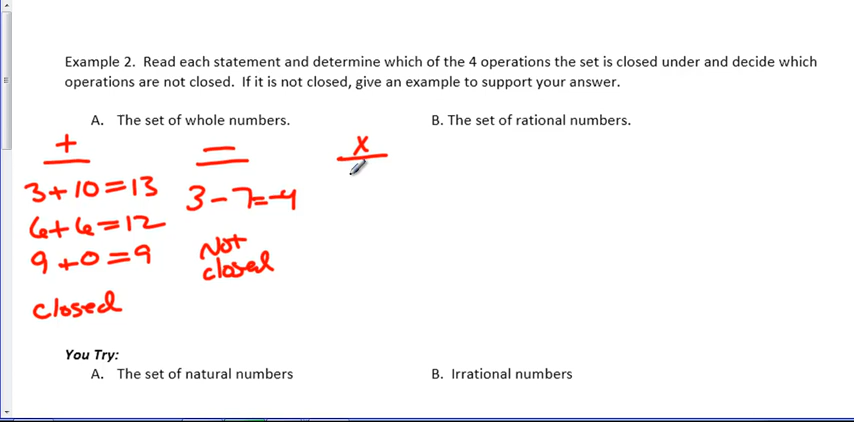 Example 2. Read each statement and determine which of the 4 operations the set is closed under and decide which
operations are not closed. If it is not closed, give an example to support your answer.
A. The set of whole numbers.
B. The set of rational numbers.
+
3+10=13
6+6=12
9+0=9
closed
−
3-7=-4
Not
closed
x
You Try:
A. The set of natural numbers
B. Irrational numbers